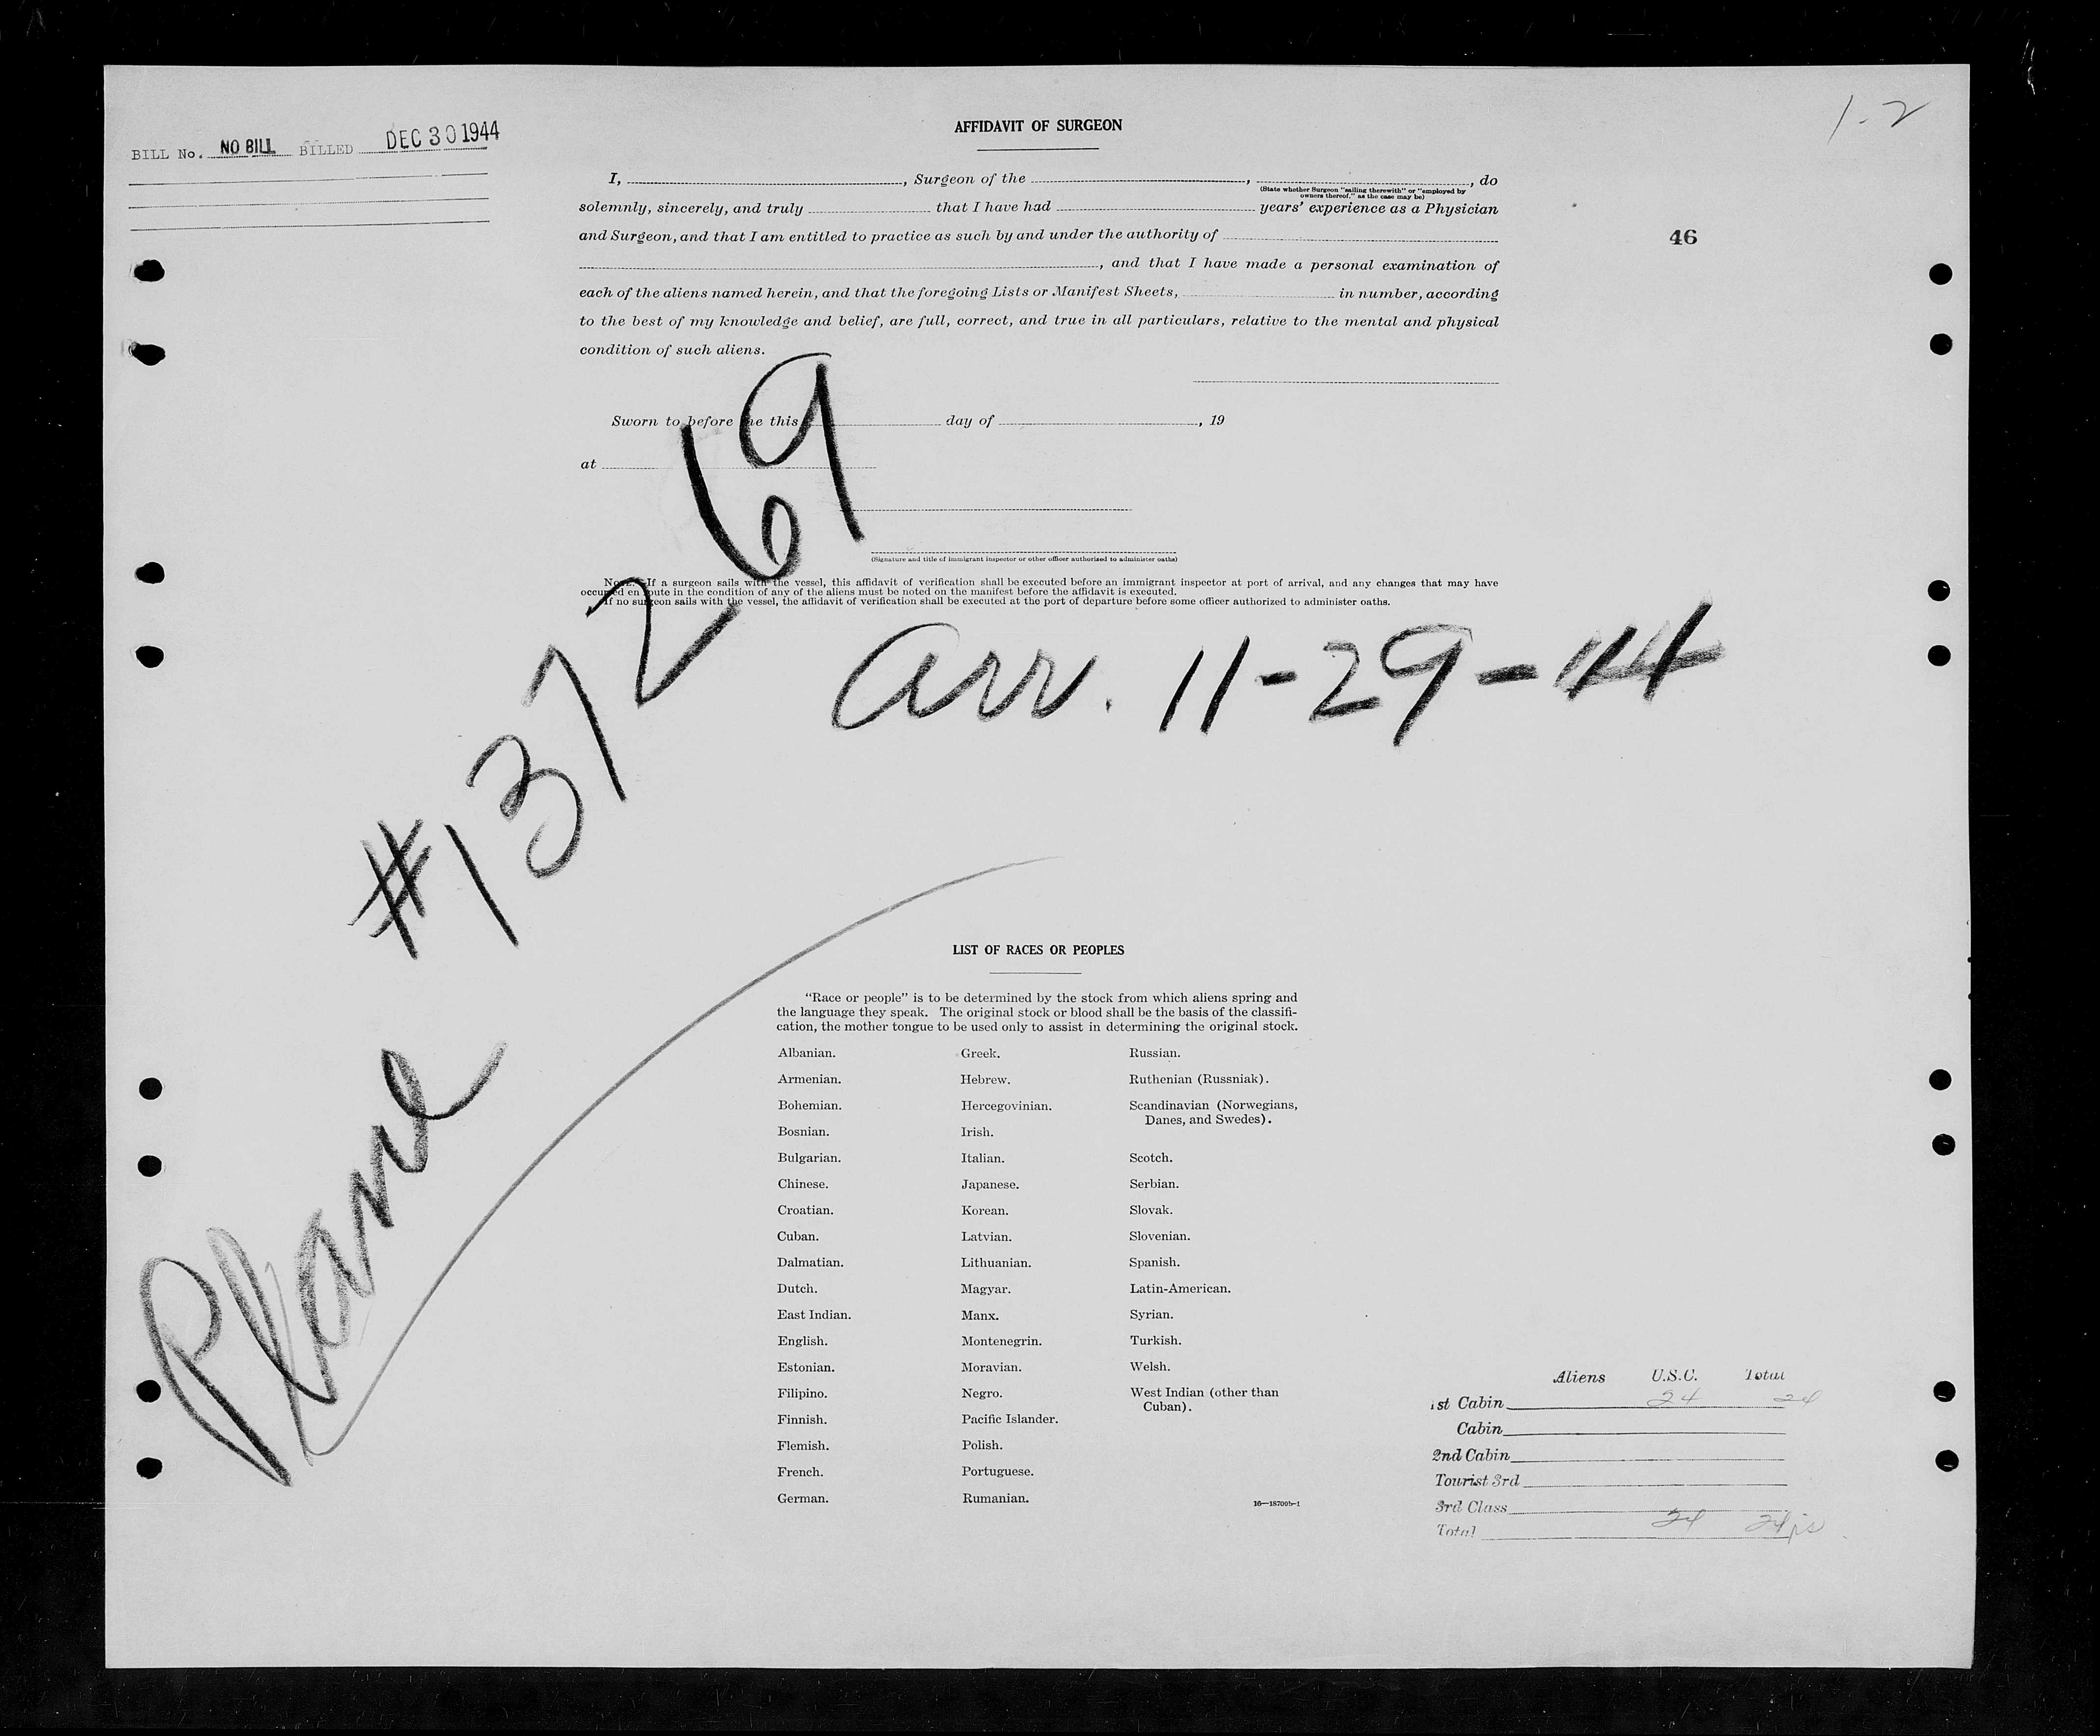 1-2
BILL No. NO BILL BILLED DEC 30 1944
AFFIDAVIT OF SURGEON
I, , Surgeon of the , , do
(State whether Surgeon "sailing therewith" or "employed by
owners thereof," as the case may be)
solemnly, sincerely, and truly that I have had years' experience as a Physician
and Surgeon, and that I am entitled to practice as such by and under the authority of
46
, and that I have made a personal examination of
each of the aliens named herein, and that the foregoing Lists or Manifest Sheets, in number, according
to the best of my knowledge and belief, are full, correct, and true in all particulars, relative to the mental and physical
condition of such aliens.
Sworn to before me this day of , 19
at
(Signature and title of immigrant inspector or other officer authorized to administer oaths)
NOTE.—If a surgeon sails with the vessel, this affidavit of verification shall be executed before an immigrant inspector at port of arrival, and any changes that may have
occurred en route in the condition of any of the aliens must be noted on the manifest before the affidavit is executed.
If no surgeon sails with the vessel, the affidavit of verification shall be executed at the port of departure before some officer authorized to administer oaths.
Plane #137269
arr. 11-29-44
LIST OF RACES OR PEOPLES
"Race or people" is to be determined by the stock from which aliens spring and
the language they speak. The original stock or blood shall be the basis of the classifi-
cation, the mother tongue to be used only to assist in determining the original stock.
Albanian.
Armenian.
Bohemian.
Bosnian.
Bulgarian.
Chinese.
Croatian.
Cuban.
Dalmatian.
Dutch.
East Indian.
English.
Estonian.
Filipino.
Finnish.
Flemish.
French.
German.
Greek.
Hebrew.
Hercegovinian.
Irish.
Italian.
Japanese.
Korean.
Latvian.
Lithuanian.
Magyar.
Manx.
Montenegrin.
Moravian.
Negro.
Pacific Islander.
Polish.
Portuguese.
Rumanian.
Russian.
Ruthenian (Russniak).
Scandinavian (Norwegians,
Danes, and Swedes).
Scotch.
Serbian.
Slovak.
Slovenian.
Spanish.
Latin-American.
Syrian.
Turkish.
Welsh.
West Indian (other than
Cuban).
16—18700b-1
Aliens U.S.C. Total
1st Cabin 24 24
Cabin
2nd Cabin
Tourist 3rd
3rd Class
Total 24 24